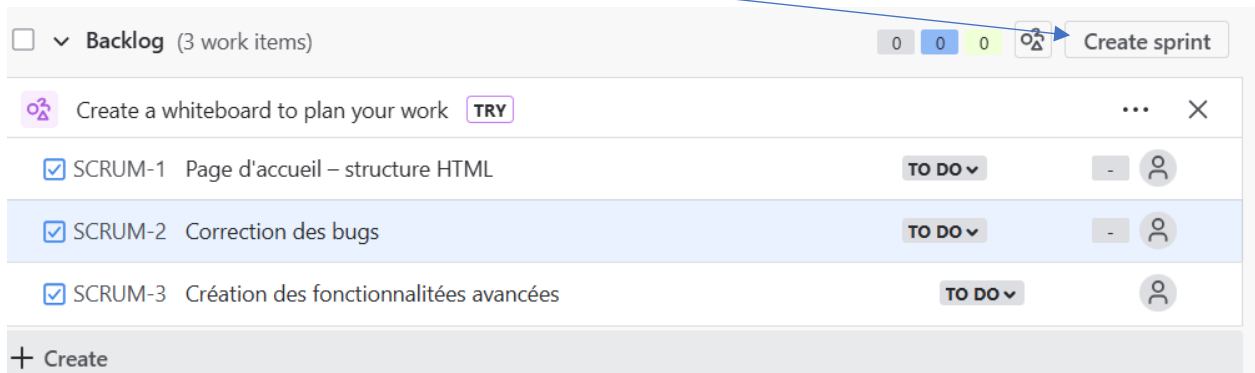 Backlog (3 work items) 0 0 0 Create sprint
Create a whiteboard to plan your work TRY
SCRUM-1 Page d'accueil – structure HTML TO DO -
SCRUM-2 Correction des bugs TO DO -
SCRUM-3 Création des fonctionnalitées avancées TO DO
+ Create